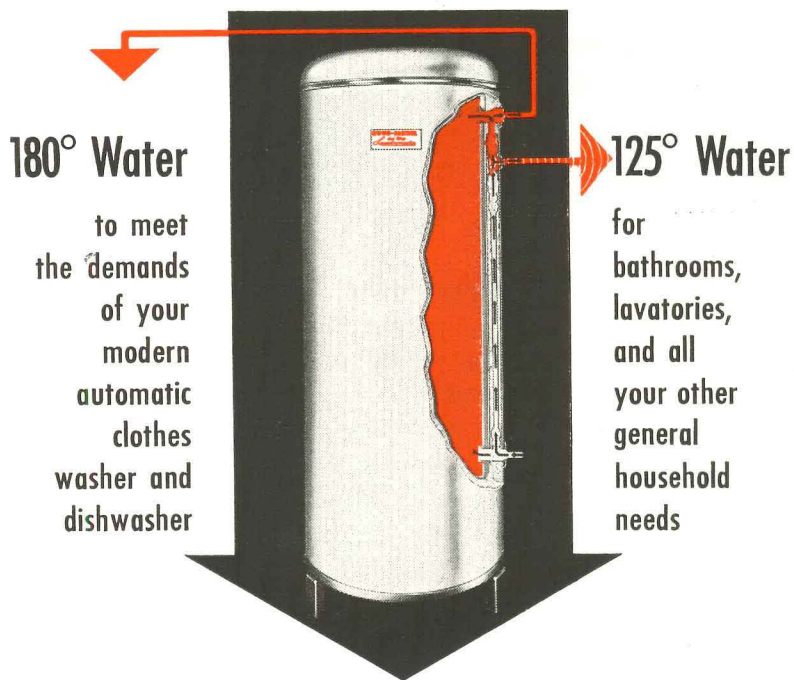 180° Water
to meet
the demands
of your
modern
automatic
clothes
washer and
dishwasher
125° Water
for
bathrooms,
lavatories,
and all
your other
general
household
needs